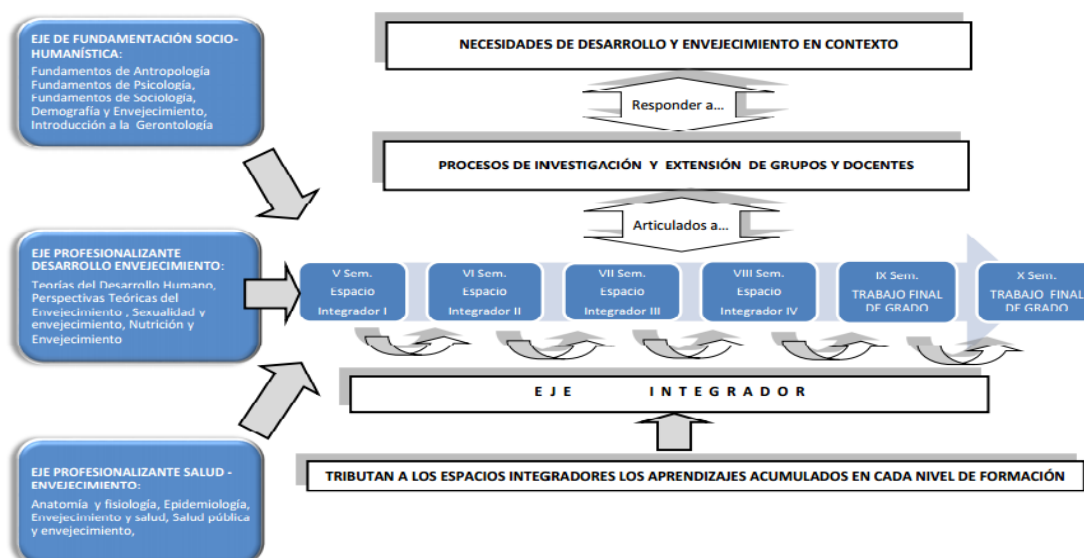 EJE DE FUNDAMENTACIÓN SOCIO-
HUMANÍSTICA:
Fundamentos de Antropología
Fundamentos de Psicología,
Fundamentos de Sociología,
Demografía y Envejecimiento,
Introducción a la Gerontología
NECESIDADES DE DESARROLLO Y ENVEJECIMIENTO EN CONTEXTO
Responder a...
PROCESOS DE INVESTIGACIÓN Y EXTENSIÓN DE GRUPOS Y DOCENTES
Articulados a...
EJE PROFESIONALIZANTE
DESARROLLO ENVEJECIMIENTO:
Teorías del Desarrollo Humano,
Perspectivas Teóricas del
Envejecimiento , Sexualidad y
envejecimiento, Nutrición y
Envejecimiento
V Sem.
Espacio
Integrador I
VI Sem.
Espacio
Integrador II
VII Sem.
Espacio
Integrador III
VIII Sem.
Espacio
Integrador IV
IX Sem.
TRABAJO FINAL
DE GRADO
X Sem.
TRABAJO FINAL
DE GRADO
EJE INTEGRADOR
EJE PROFESIONALIZANTE SALUD -
ENVEJECIMIENTO:
Anatomía y fisiología, Epidemiología,
Envejecimiento y salud, Salud pública
y envejecimiento,
TRIBUTAN A LOS ESPACIOS INTEGRADORES LOS APRENDIZAJES ACUMULADOS EN CADA NIVEL DE FORMACIÓN